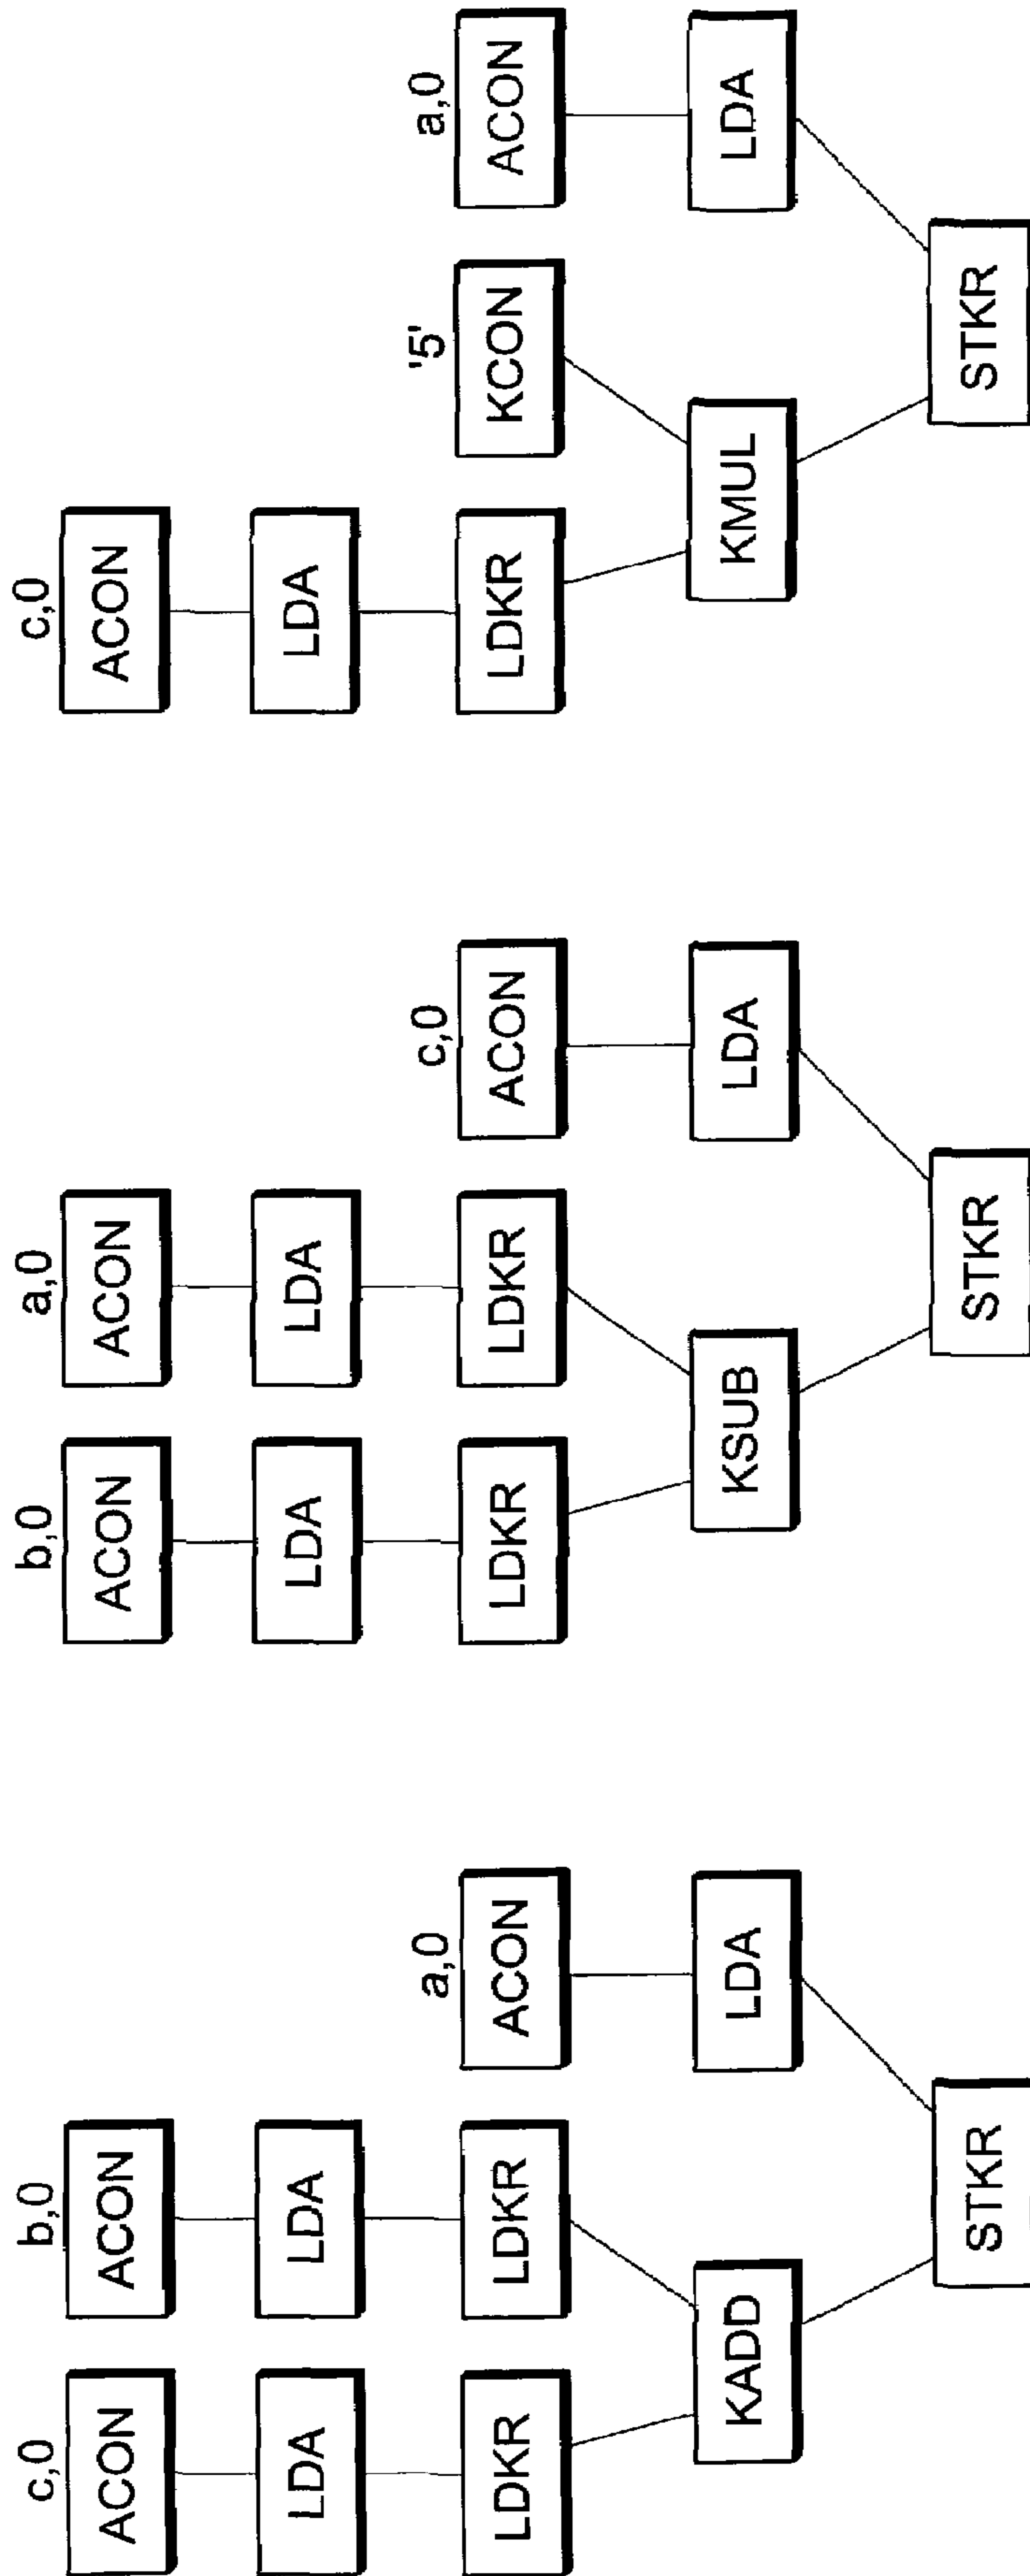 c,0 b,0
ACON ACON
LDA LDA
a,0
LDKR LDKR ACON
KADD LDA
STKR
b,0 a,0
ACON ACON
LDA LDA
c,0
LDKR LDKR ACON
KSUB LDA
STKR
c,0
ACON
LDA
'5' a,0
LDKR KCON ACON
KMUL LDA
STKR